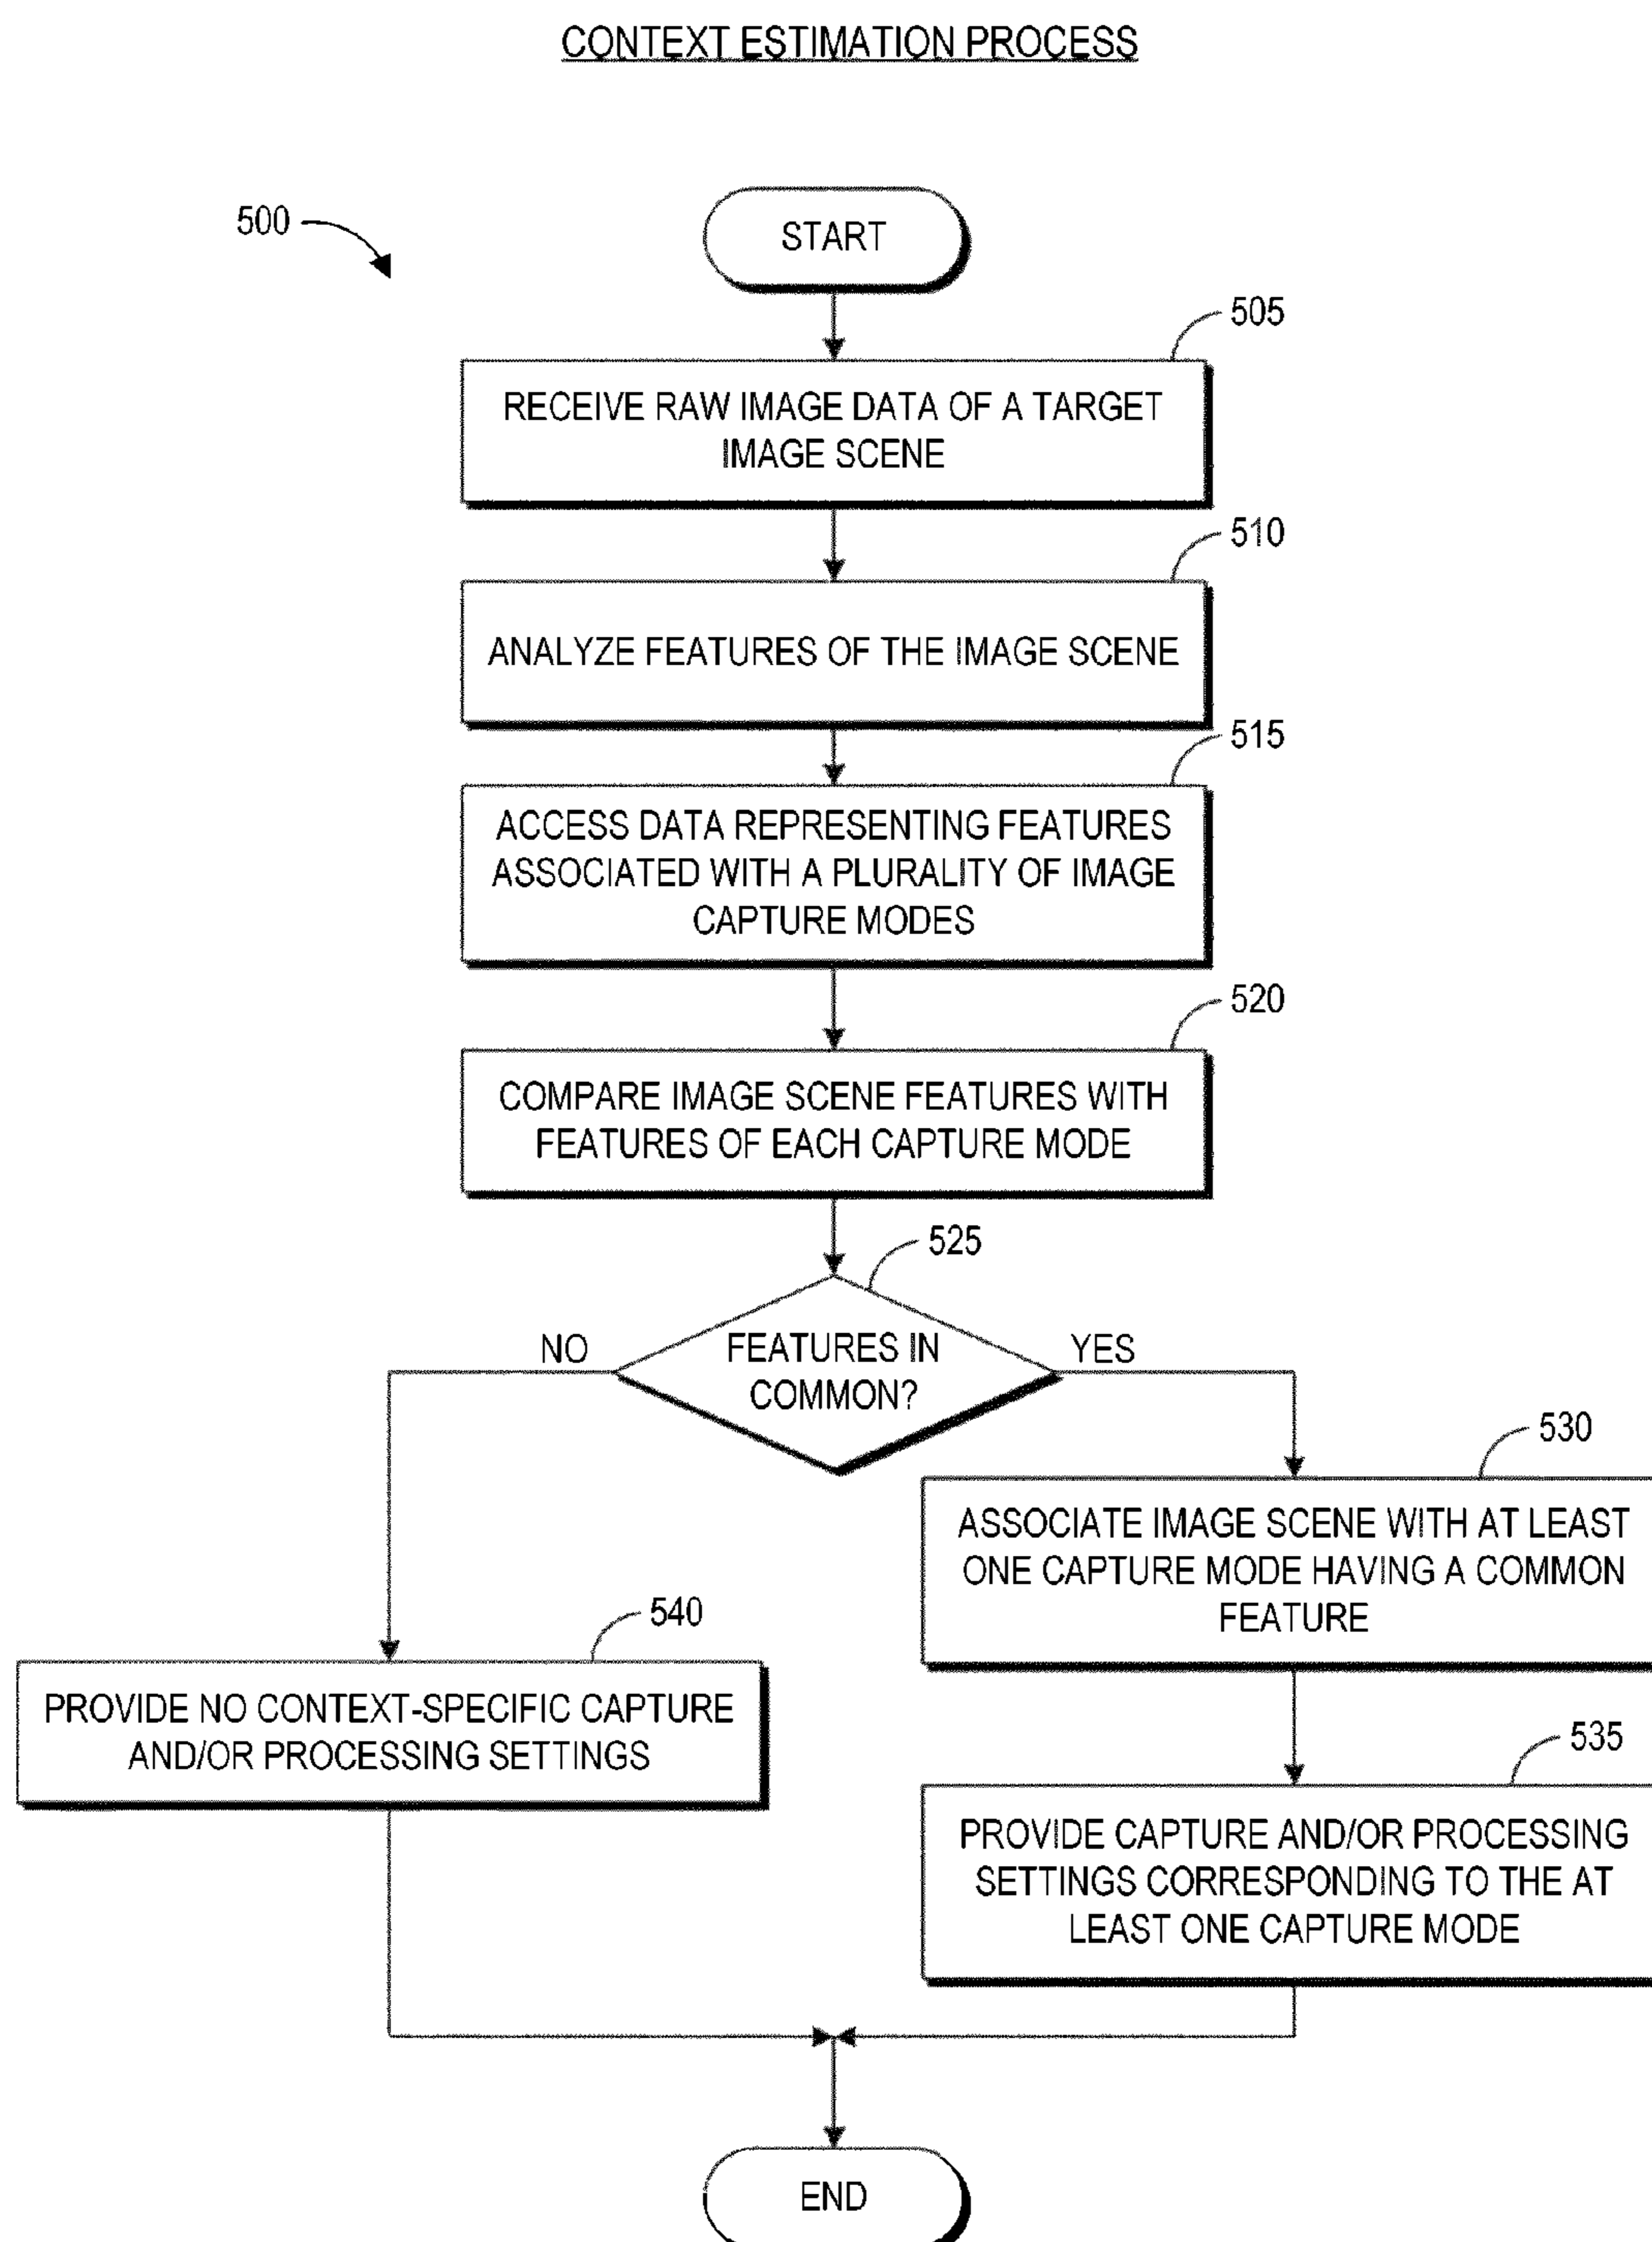 CONTEXT ESTIMATION PROCESS
500
START
505
RECEIVE RAW IMAGE DATA OF A TARGET
IMAGE SCENE
510
ANALYZE FEATURES OF THE IMAGE SCENE
515
ACCESS DATA REPRESENTING FEATURES
ASSOCIATED WITH A PLURALITY OF IMAGE
CAPTURE MODES
520
COMPARE IMAGE SCENE FEATURES WITH
FEATURES OF EACH CAPTURE MODE
525
NO
FEATURES IN
COMMON?
YES
530
ASSOCIATE IMAGE SCENE WITH AT LEAST
ONE CAPTURE MODE HAVING A COMMON
FEATURE
540
PROVIDE NO CONTEXT-SPECIFIC CAPTURE
AND/OR PROCESSING SETTINGS
535
PROVIDE CAPTURE AND/OR PROCESSING
SETTINGS CORRESPONDING TO THE AT
LEAST ONE CAPTURE MODE
END